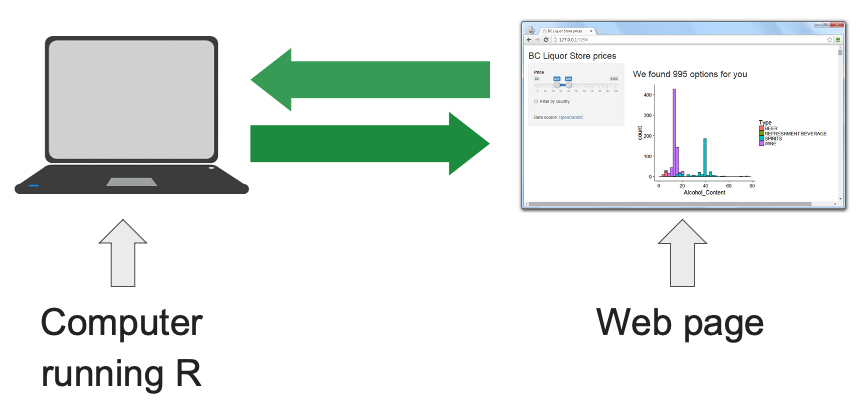 BC Liquor Store prices
127.0.0.1:7294
BC Liquor Store prices
Price
Filter by country
Data source: OpenDataBC
We found 995 options for you
count
400
300
200
100
0
0 20 40 60 80
Alcohol_Content
Type
BEER
REFRESHMENT BEVERAGE
SPIRITS
WINE
Computer
running R
Web page